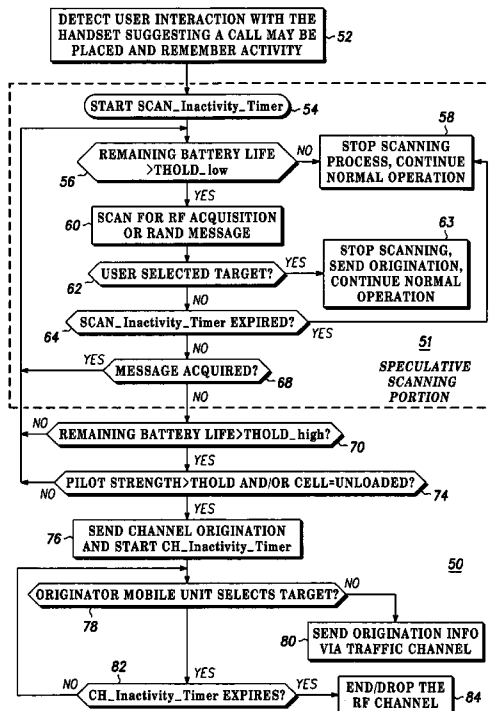 DETECT USER INTERACTION WITH THE
HANDSET SUGGESTING A CALL MAY BE
PLACED AND REMEMBER ACTIVITY
52
START SCAN_Inactivity_Timer
54
58
REMAINING BATTERY LIFE
>THOLD_low
56
NO
STOP SCANNING
PROCESS, CONTINUE
NORMAL OPERATION
YES
60
SCAN FOR RF ACQUISITION
OR RAND MESSAGE
63
STOP SCANNING,
SEND ORIGINATION,
CONTINUE NORMAL
OPERATION
USER SELECTED TARGET?
YES
62
NO
SCAN_Inactivity_Timer EXPIRED?
64
YES
NO
51
SPECULATIVE
SCANNING
PORTION
YES
MESSAGE ACQUIRED?
68
NO
NO
REMAINING BATTERY LIFE>THOLD_high?
70
YES
NO
PILOT STRENGTH>THOLD AND/OR CELL=UNLOADED?
74
YES
76
SEND CHANNEL ORIGINATION
AND START CH_Inactivity_Timer
50
ORIGINATOR MOBILE UNIT SELECTS TARGET?
NO
78
80
SEND ORIGINATION INFO
VIA TRAFFIC CHANNEL
YES
82
NO
CH_Inactivity_Timer EXPIRES?
YES
END/DROP THE
RF CHANNEL
84